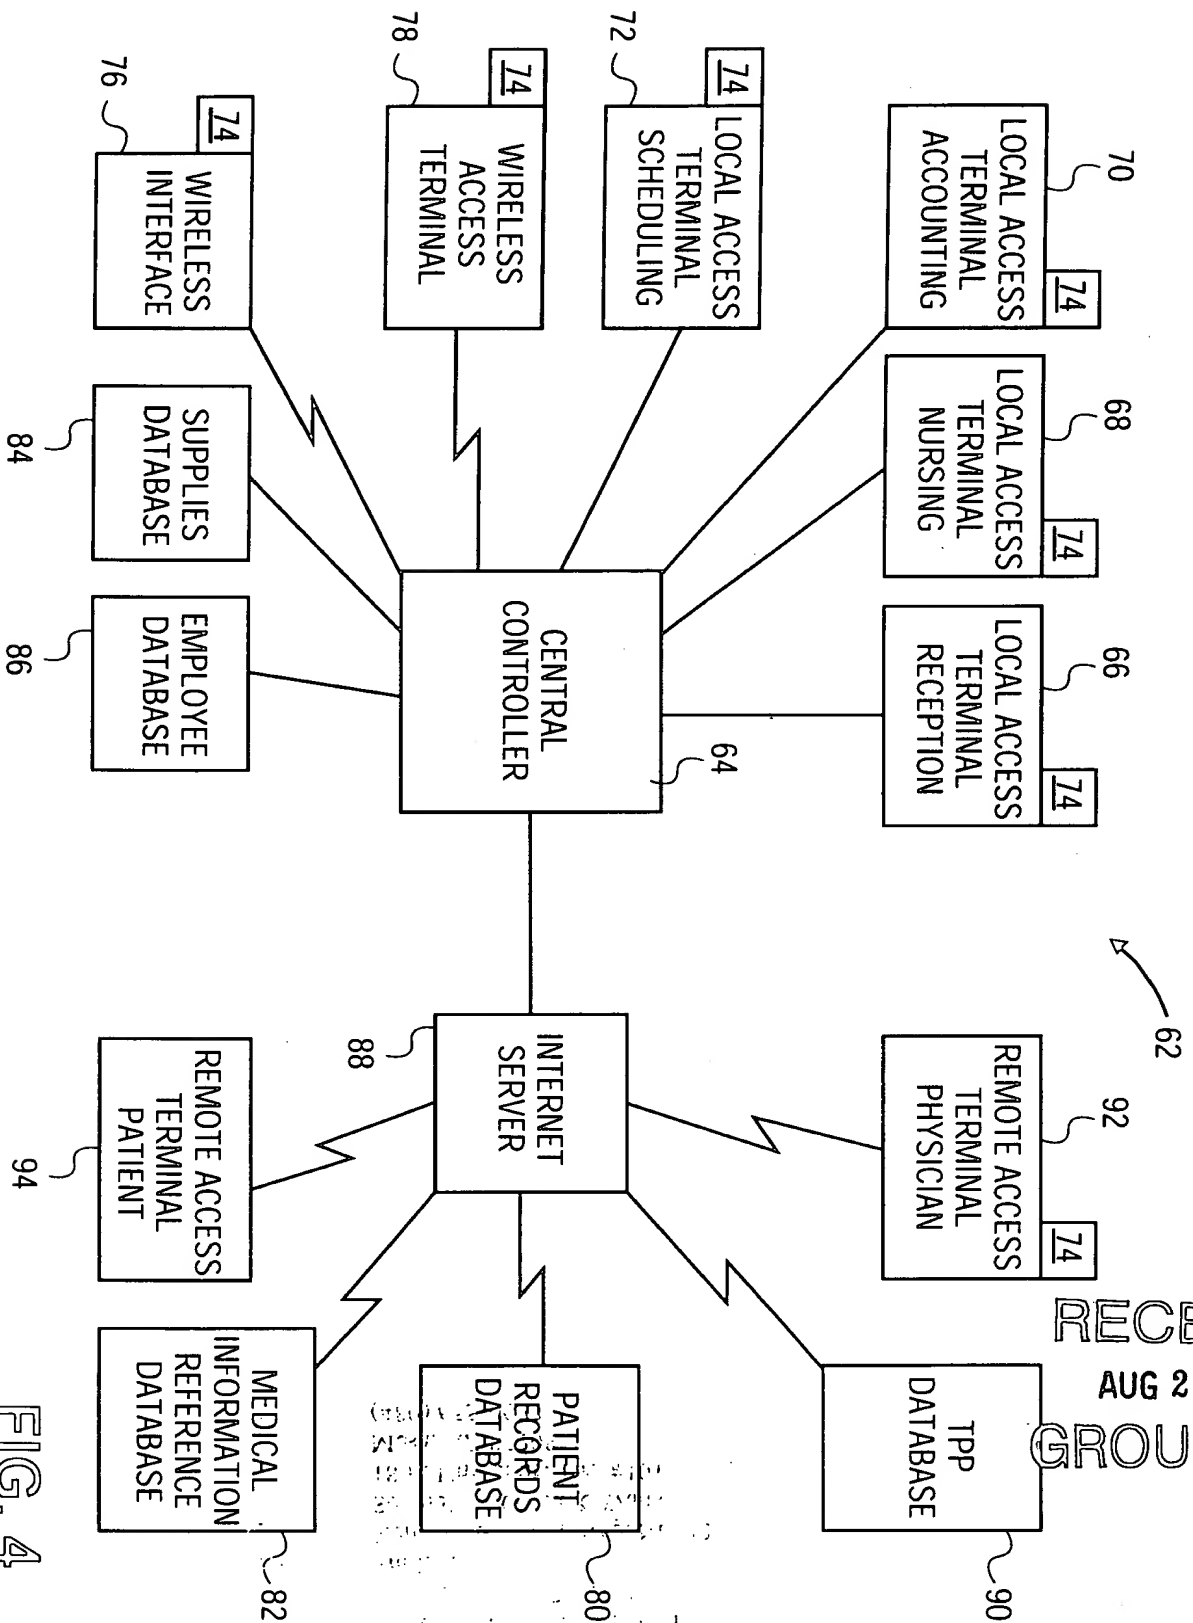 62
70
LOCAL ACCESS
TERMINAL
ACCOUNTING
74
68
LOCAL ACCESS
TERMINAL
NURSING
74
66
LOCAL ACCESS
TERMINAL
RECEPTION
74
92
REMOTE ACCESS
TERMINAL
PHYSICIAN
74
TPP
DATABASE
90
72
74
LOCAL ACCESS
TERMINAL
SCHEDULING
78
74
WIRELESS
ACCESS
TERMINAL
64
CENTRAL
CONTROLLER
INTERNET
SERVER
88
PATIENT
RECORDS
DATABASE
80
76
74
WIRELESS
INTERFACE
SUPPLIES
DATABASE
84
EMPLOYEE
DATABASE
86
REMOTE ACCESS
TERMINAL
PATIENT
94
MEDICAL
INFORMATION
REFERENCE
DATABASE
82
FIG. 4
AUG 2